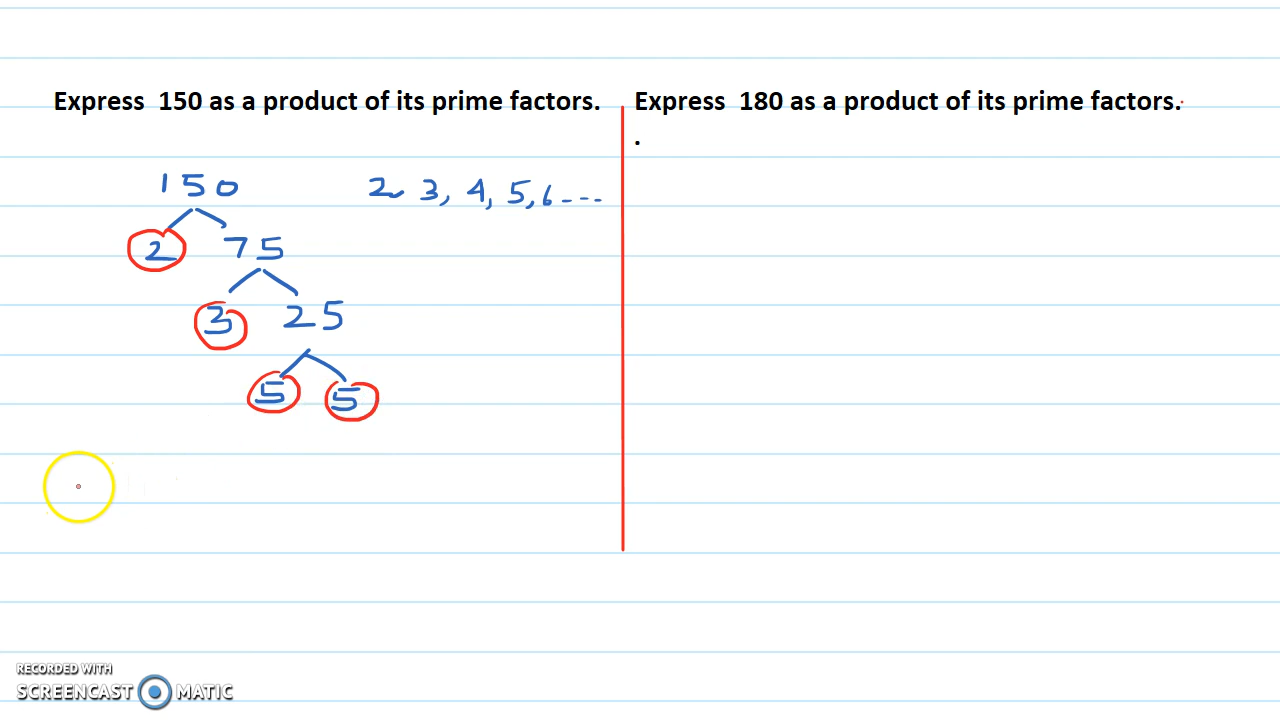 Express 150 as a product of its prime factors.
150
2, 3, 4, 5, 6 ---
2 75
3 25
5 5
Express 180 as a product of its prime factors.
.
RECORDED WITH
SCREENCAST MATIC